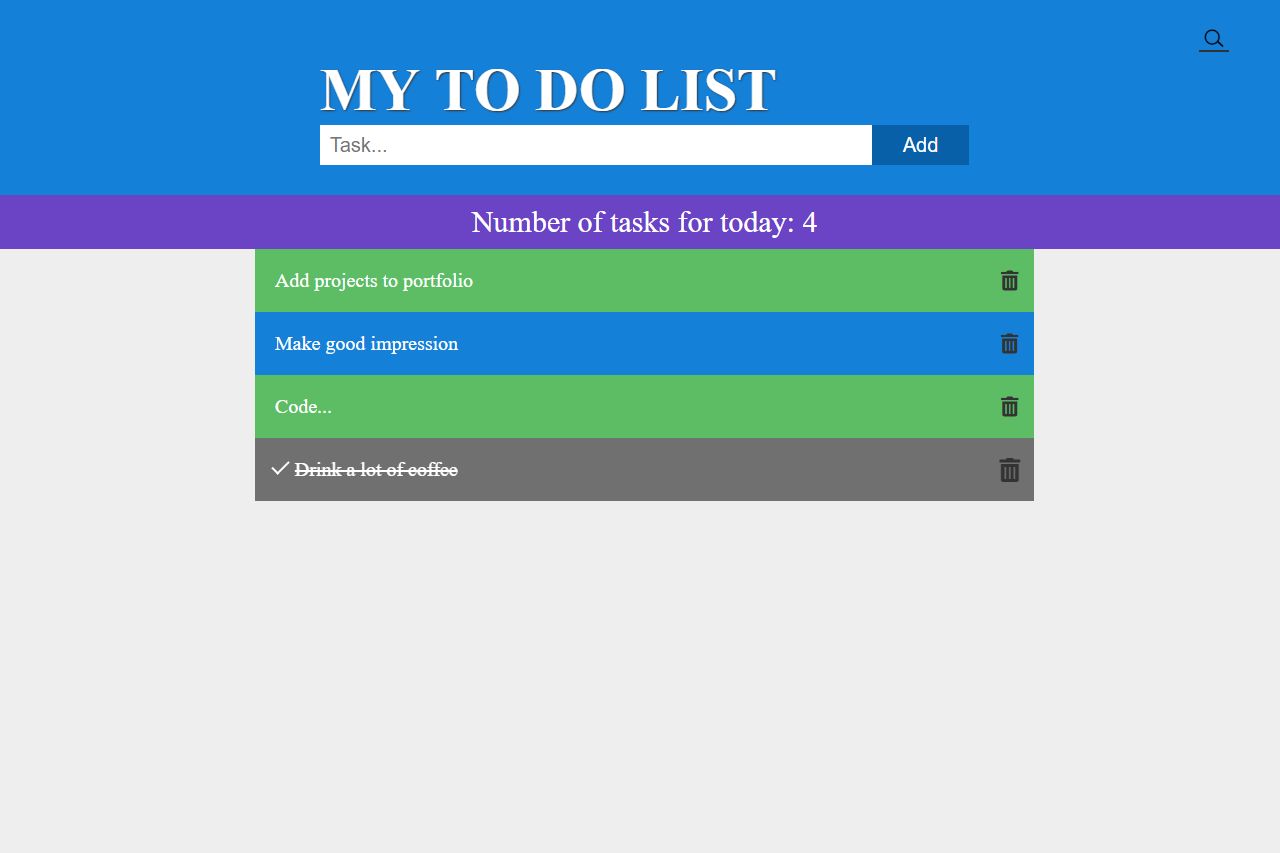 MY TO DO LIST
Task...
Add
Number of tasks for today: 4
Add projects to portfolio
Make good impression
Code...
Drink a lot of coffee